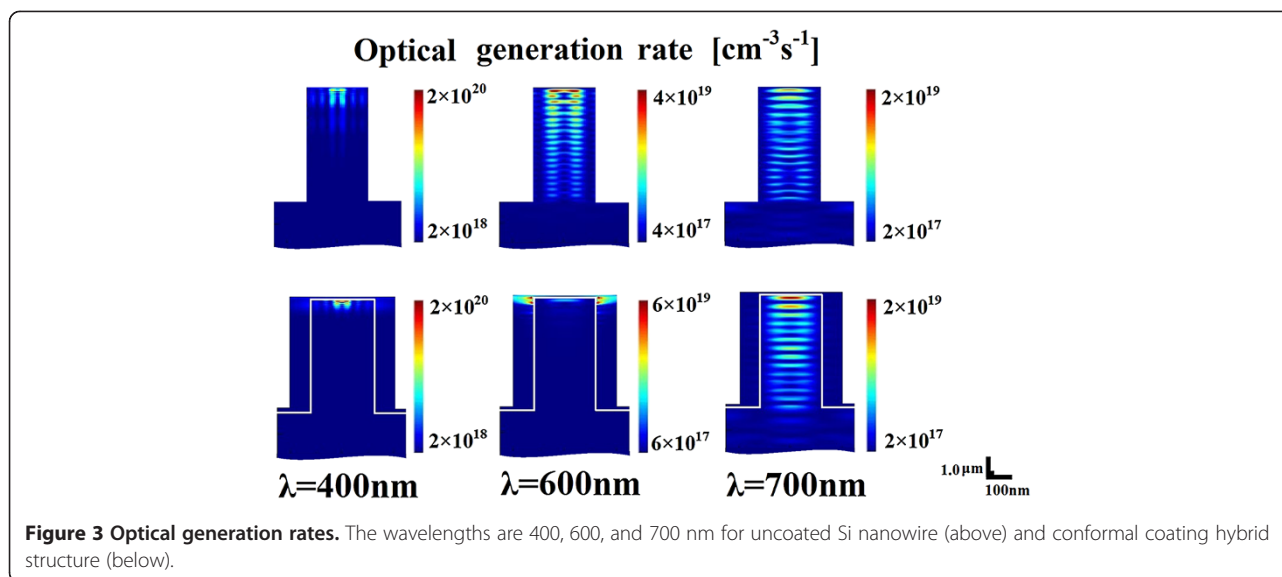 Optical generation rate [cm⁻³s⁻¹]
2×10²⁰
2×10¹⁸
4×10¹⁹
4×10¹⁷
2×10¹⁹
2×10¹⁷
2×10²⁰
2×10¹⁸
6×10¹⁹
6×10¹⁷
2×10¹⁹
2×10¹⁷
λ=400nm
λ=600nm
λ=700nm
1.0 μm
100nm
Figure 3 Optical generation rates. The wavelengths are 400, 600, and 700 nm for uncoated Si nanowire (above) and conformal coating hybrid
structure (below).